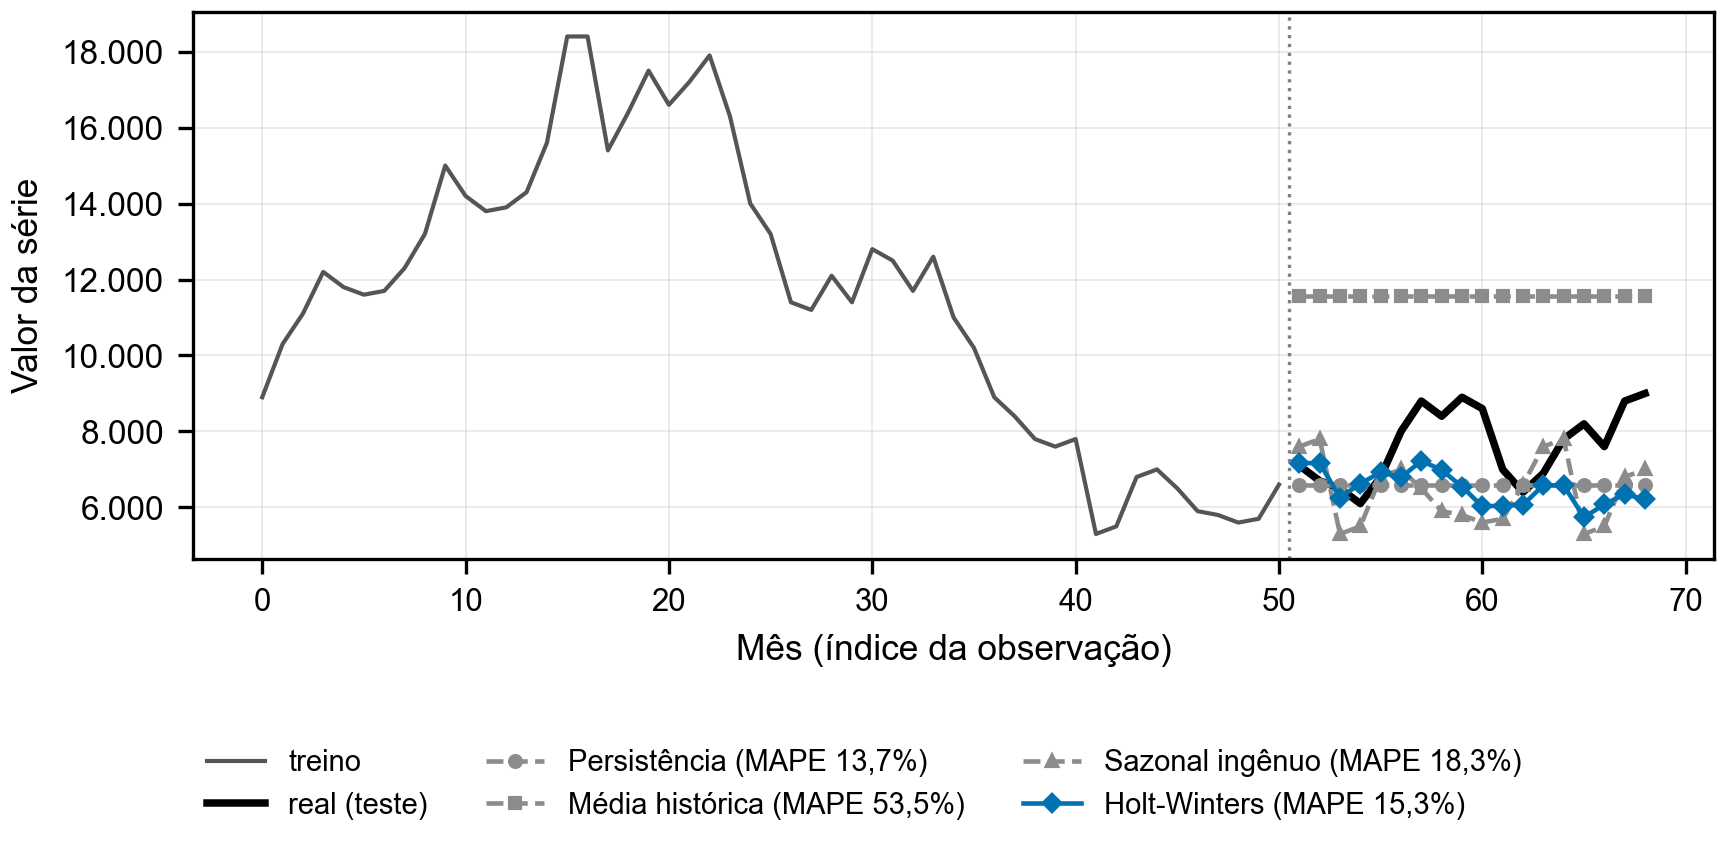 18.000
16.000
14.000
12.000
10.000
8.000
6.000
Valor da série
0 10 20 30 40 50 60 70
Mês (índice da observação)
treino
real (teste)
Persistência (MAPE 13,7%)
Média histórica (MAPE 53,5%)
Sazonal ingênuo (MAPE 18,3%)
Holt-Winters (MAPE 15,3%)